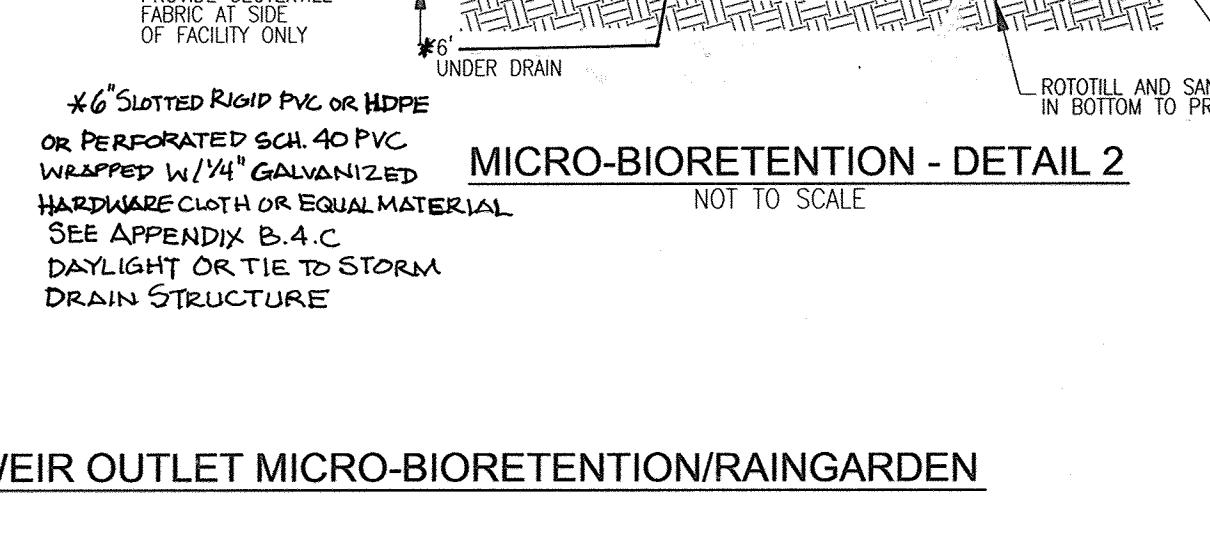 FABRIC AT SIDE
OF FACILITY ONLY
*6'
UNDER DRAIN
*6" SLOTTED RIGID PVC OR HDPE
OR PERFORATED SCH. 40 PVC
WRAPPED W/ 1/4" GALVANIZED
HARDWARE CLOTH OR EQUAL MATERIAL
SEE APPENDIX B.4.C
DAYLIGHT OR TIE TO STORM
DRAIN STRUCTURE
ROTOTILL AND SAN
IN BOTTOM TO PR
MICRO-BIORETENTION - DETAIL 2
NOT TO SCALE
WEIR OUTLET MICRO-BIORETENTION/RAINGARDEN